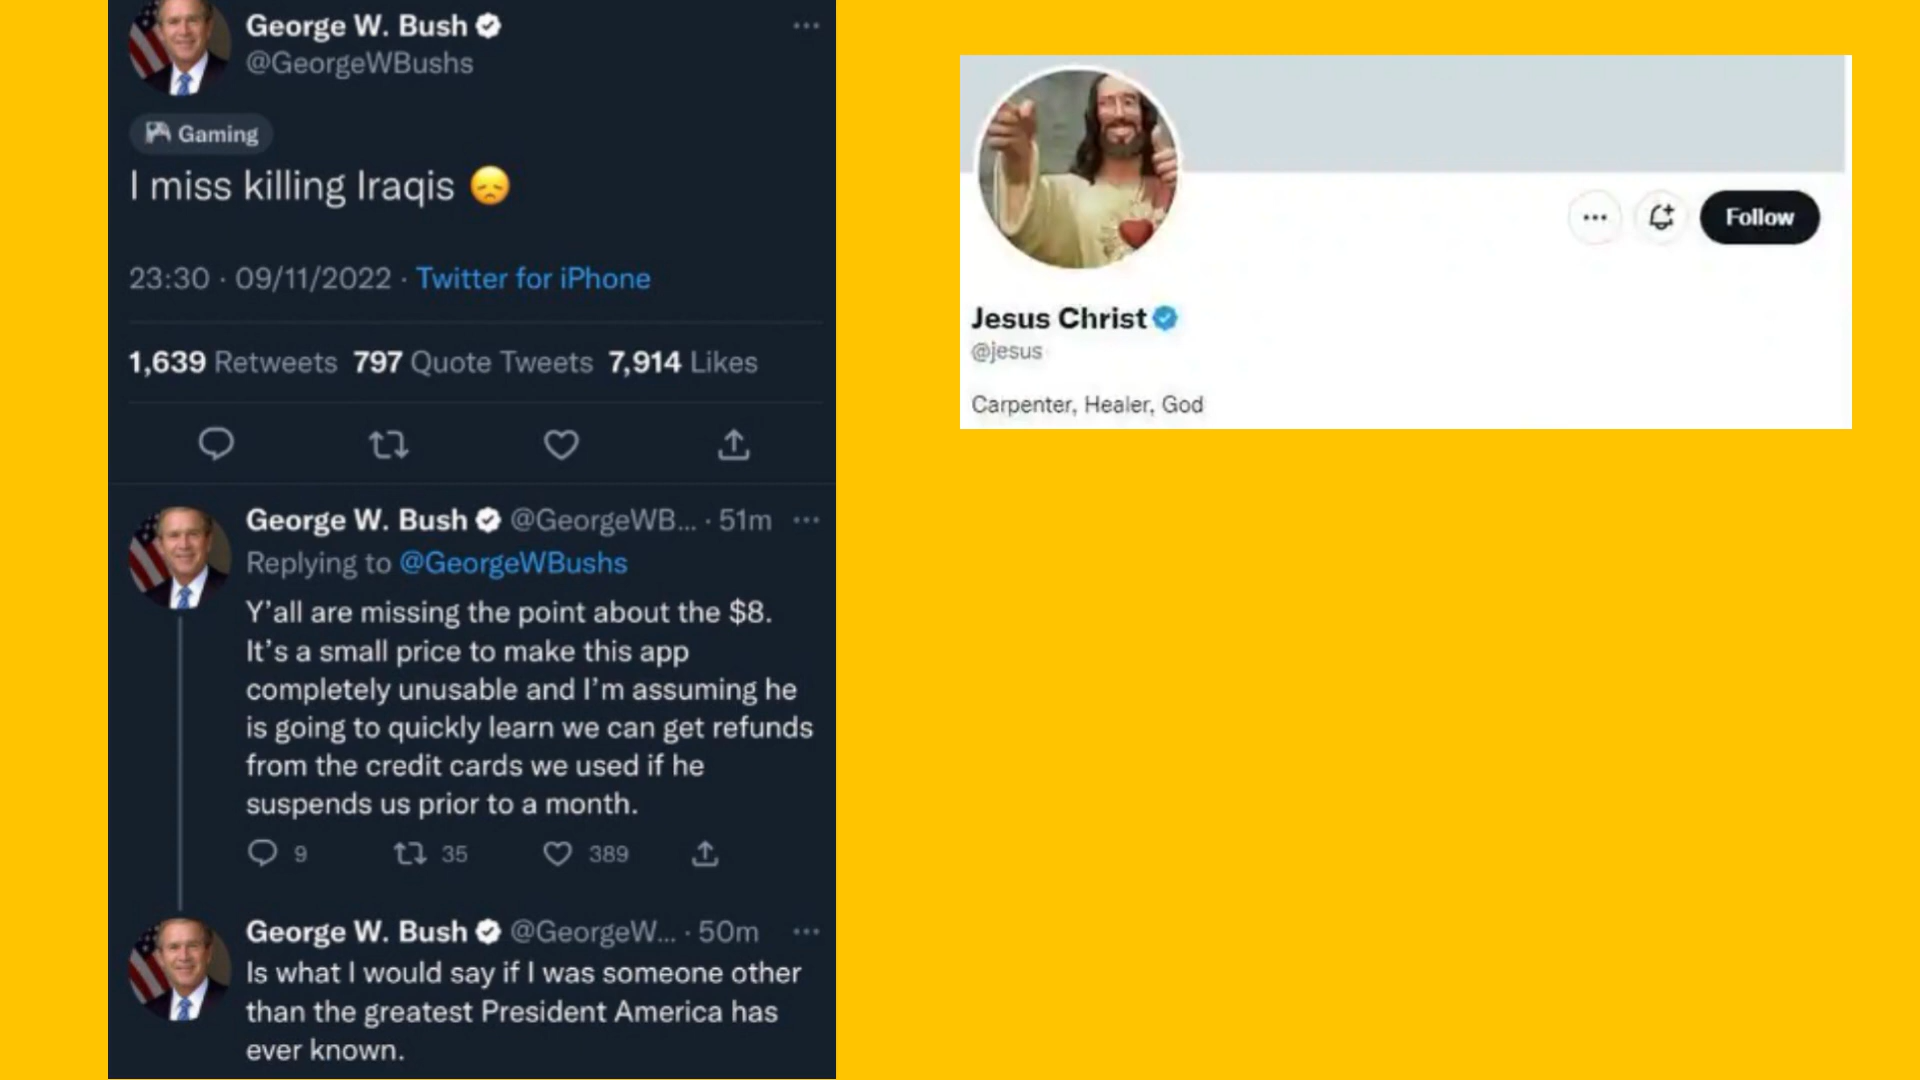 George W. Bush
@GeorgeWBushs
Gaming
I miss killing Iraqis 😞
23:30 · 09/11/2022 · Twitter for iPhone
1,639 Retweets 797 Quote Tweets 7,914 Likes
George W. Bush @GeorgeWB... · 51m
Replying to @GeorgeWBushs
Y’all are missing the point about the $8.
It’s a small price to make this app
completely unusable and I’m assuming he
is going to quickly learn we can get refunds
from the credit cards we used if he
suspends us prior to a month.
9 35 389
George W. Bush @GeorgeW... · 50m
Is what I would say if I was someone other
than the greatest President America has
ever known.
Follow
Jesus Christ
@jesus
Carpenter, Healer, God